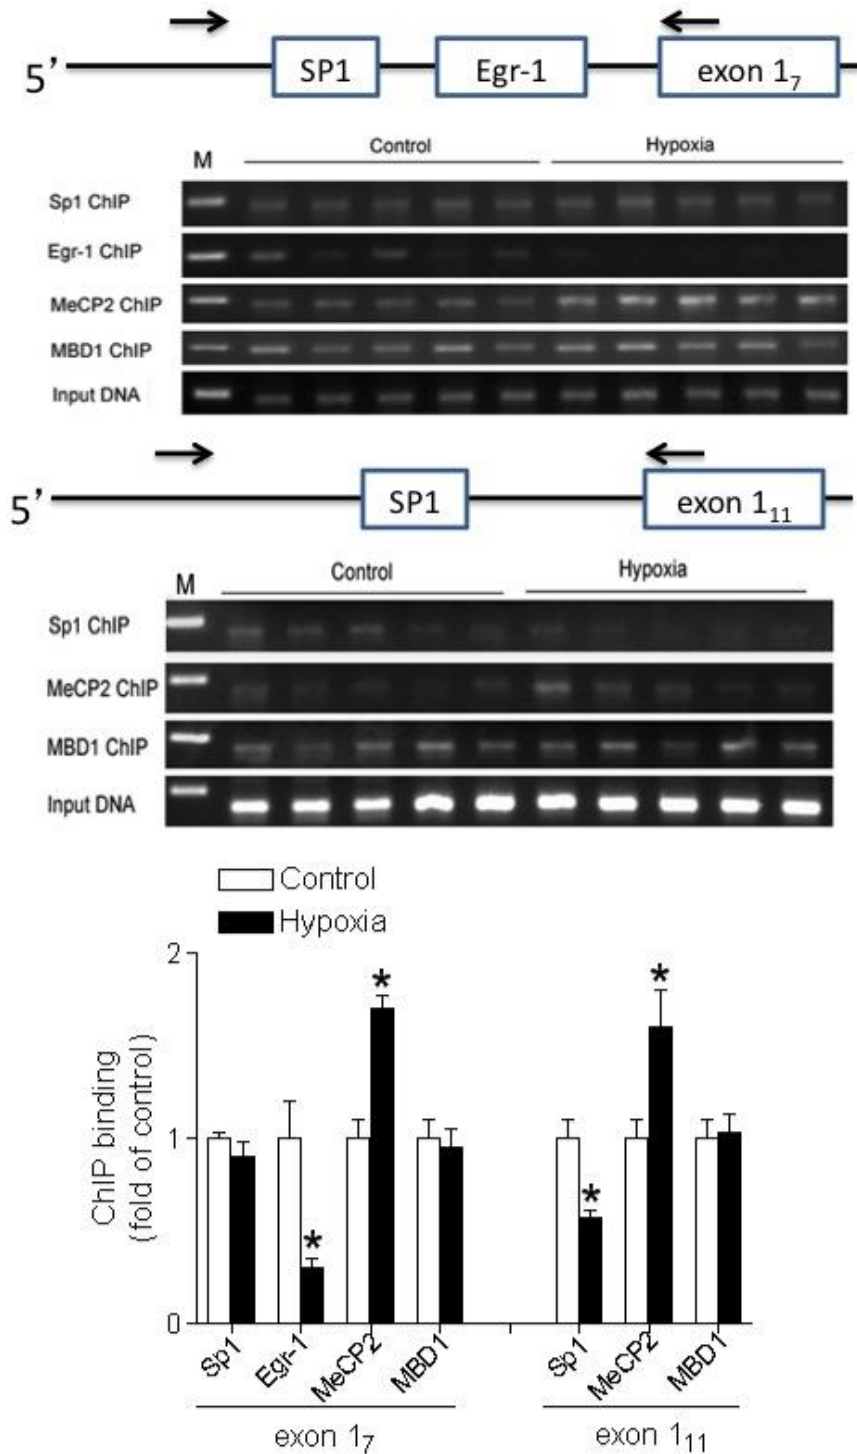 5’ SP1 Egr-1 exon 1₇
Control Hypoxia
M
Sp1 ChIP
Egr-1 ChIP
MeCP2 ChIP
MBD1 ChIP
Input DNA
5’ SP1 exon 1₁₁
Control Hypoxia
M
Sp1 ChIP
MeCP2 ChIP
MBD1 ChIP
Input DNA
Control
Hypoxia
2
* *
ChIP binding
(fold of control)
1
*
*
0
Sp1 Egr-1 MeCP2 MBD1 Sp1 MeCP2 MBD1
exon 1₇ exon 1₁₁